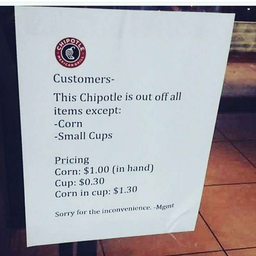 CHIPOTLE
MEXICAN GRILL
Customers-
This Chipotle is out off all
items except:
-Corn
-Small Cups
Pricing
Corn: $1.00 (in hand)
Cup: $0.30
Corn in cup: $1.30
Sorry for the inconvenience. -Mgmt